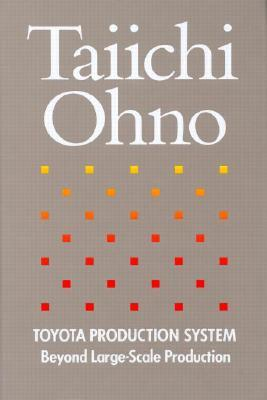 Taiichi
Ohno
TOYOTA PRODUCTION SYSTEM
Beyond Large-Scale Production